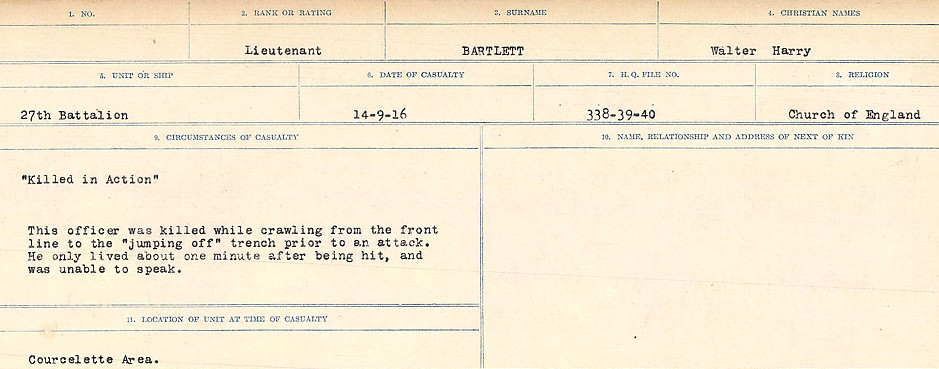 1. NO.
2. RANK OR RATING
3. SURNAME
4. CHRISTIAN NAMES
Lieutenant
BARTLETT
Walter Harry
5. UNIT OR SHIP
6. DATE OF CASUALTY
7. H.Q. FILE NO.
8. RELIGION
27th Battalion
14-9-16
338-39-40
Church of England
9. CIRCUMSTANCES OF CASUALTY
10. NAME, RELATIONSHIP AND ADDRESS OF NEXT OF KIN
"Killed in Action"
This officer was killed while crawling from the front
line to the "jumping off" trench prior to an attack.
He only lived about one minute after being hit, and
was unable to speak.
11. LOCATION OF UNIT AT TIME OF CASUALTY
Courcelette Area.